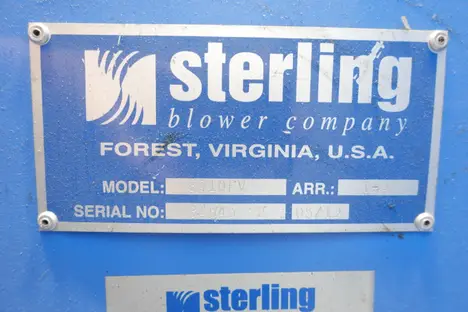 sterling
blower company
FOREST, VIRGINIA, U.S.A.
MODEL: ARR.:
SERIAL NO:
sterling